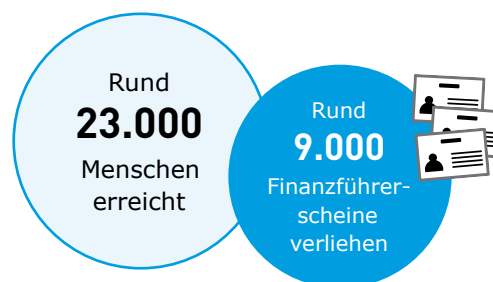 Rund
23.000
Menschen
erreicht
Rund
9.000
Finanzführer-
scheine
verliehen